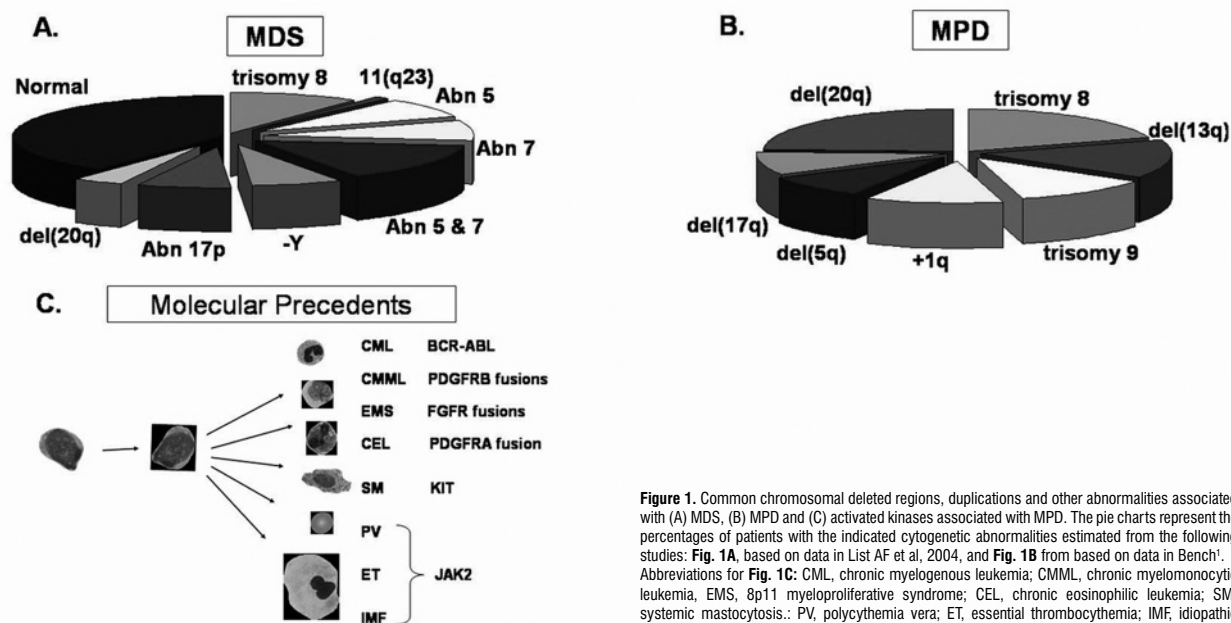 A.
MDS
Normal
trisomy 8
11(q23)
Abn 5
Abn 7
Abn 5 & 7
-Y
Abn 17p
del(20q)
B.
MPD
del(20q)
trisomy 8
del(13q)
trisomy 9
+1q
del(5q)
del(17q)
C.
Molecular Precedents
CML BCR-ABL
CMML PDGFRB fusions
EMS FGFR fusions
CEL PDGFRA fusion
SM KIT
PV
ET JAK2
IMF
Figure 1. Common chromosomal deleted regions, duplications and other abnormalities associated
with (A) MDS, (B) MPD and (C) activated kinases associated with MPD. The pie charts represent the
percentages of patients with the indicated cytogenetic abnormalities estimated from the following
studies: Fig. 1A, based on data in List AF et al, 2004, and Fig. 1B from based on data in Bench¹.
Abbreviations for Fig. 1C: CML, chronic myelogenous leukemia; CMML, chronic myelomonocytic
leukemia, EMS, 8p11 myeloproliferative syndrome; CEL, chronic eosinophilic leukemia; SM,
systemic mastocytosis.: PV, polycythemia vera; ET, essential thrombocythemia; IMF, idiopathic